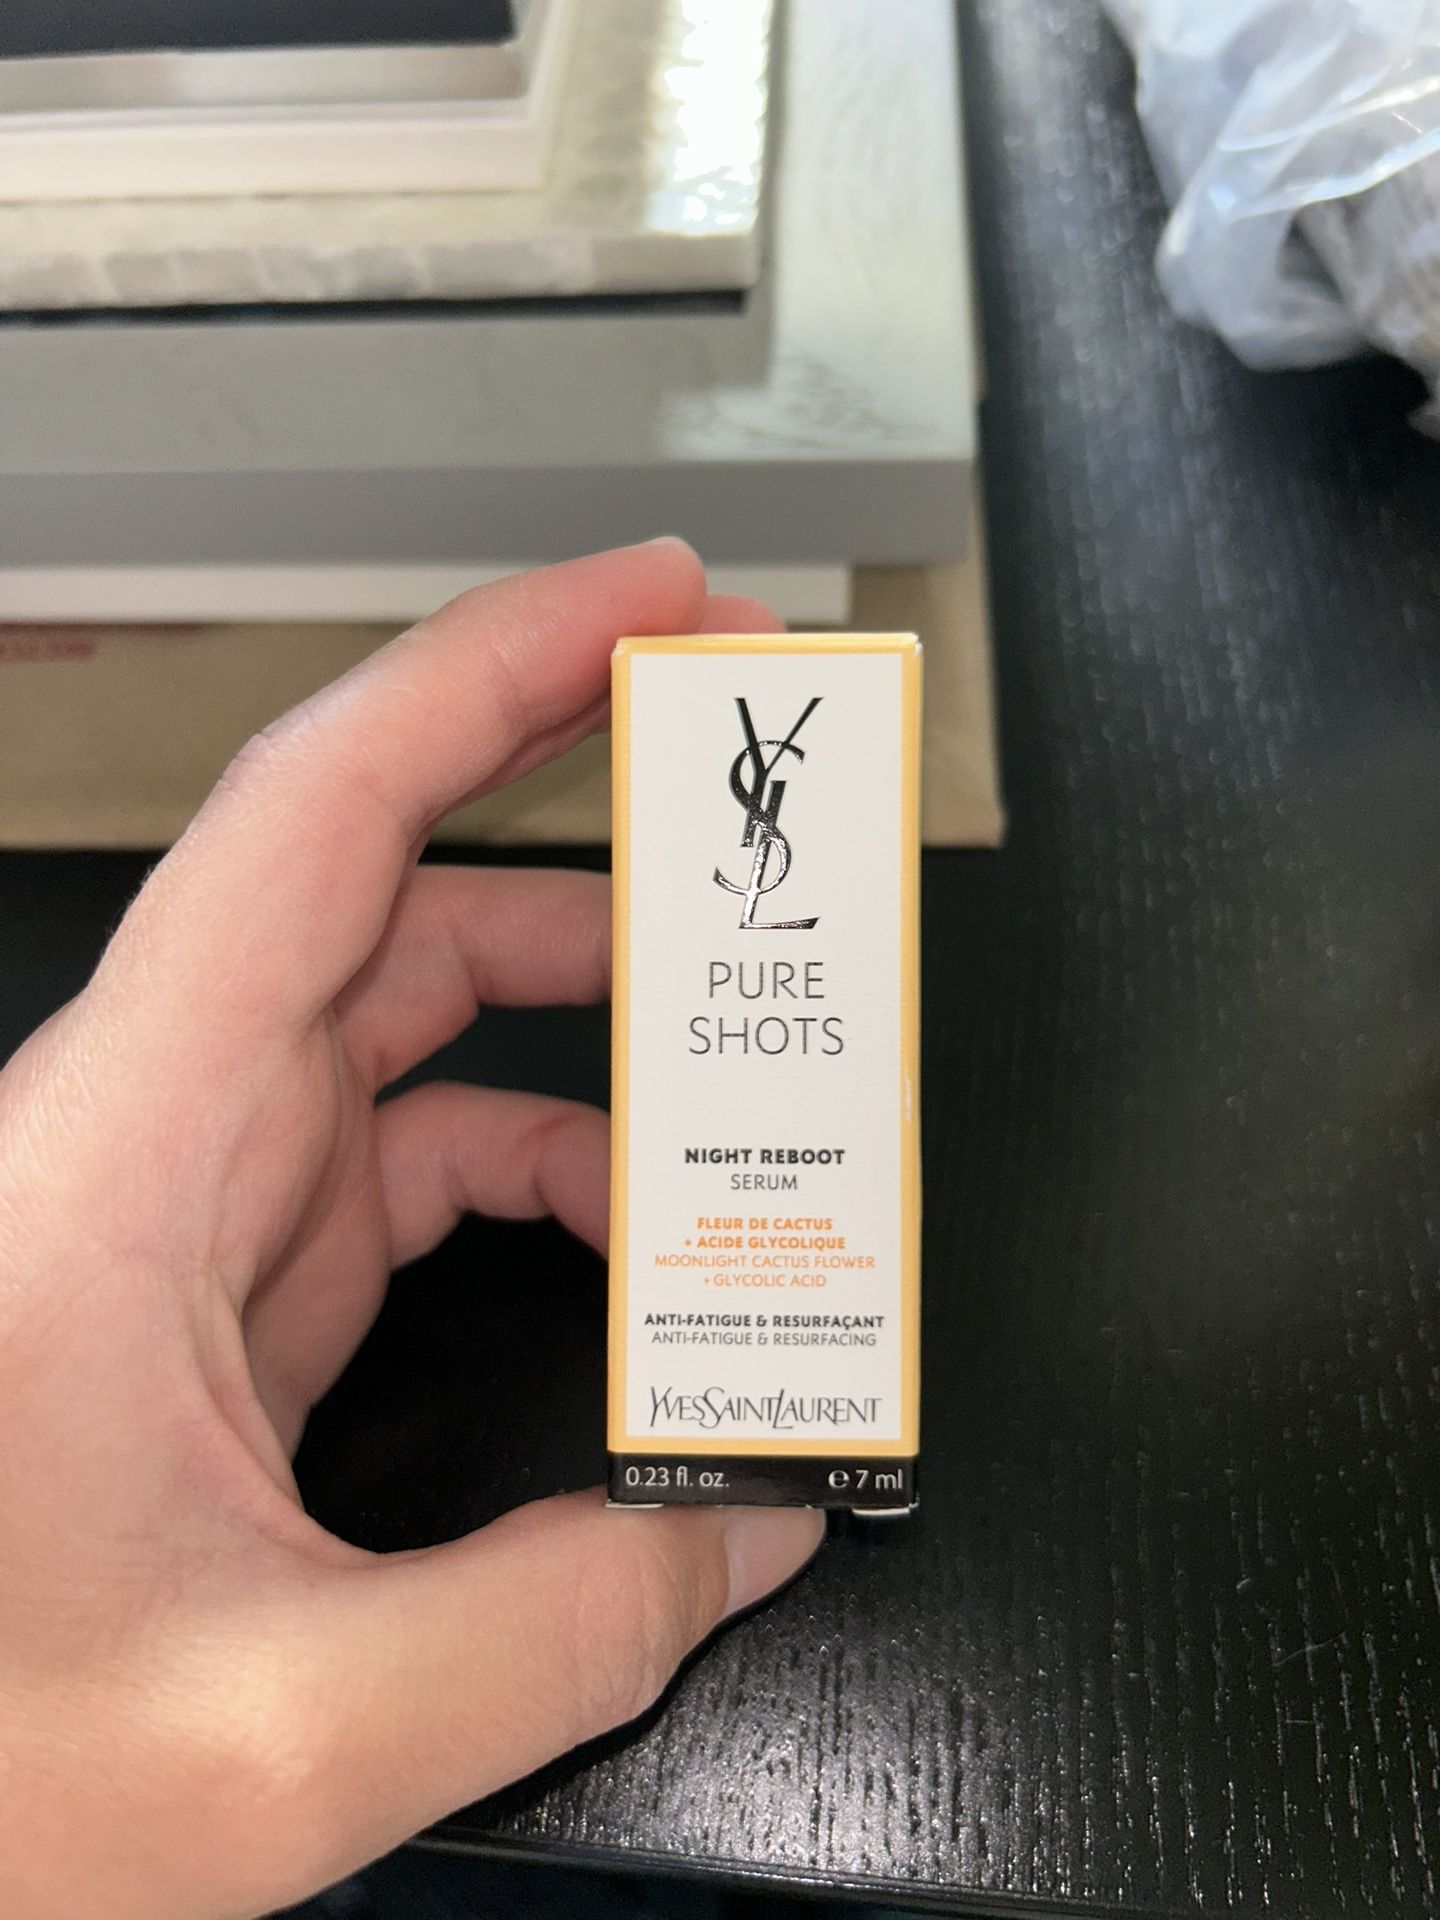 YSL
PURE
SHOTS
NIGHT REBOOT
SERUM
FLEUR DE CACTUS
+ ACIDE GLYCOLIQUE
MOONLIGHT CACTUS FLOWER
+ GLYCOLIC ACID
ANTI-FATIGUE & RESURFAÇANT
ANTI-FATIGUE & RESURFACING
YVESSAINTLAURENT
0.23 fl. oz. ℮ 7 ml